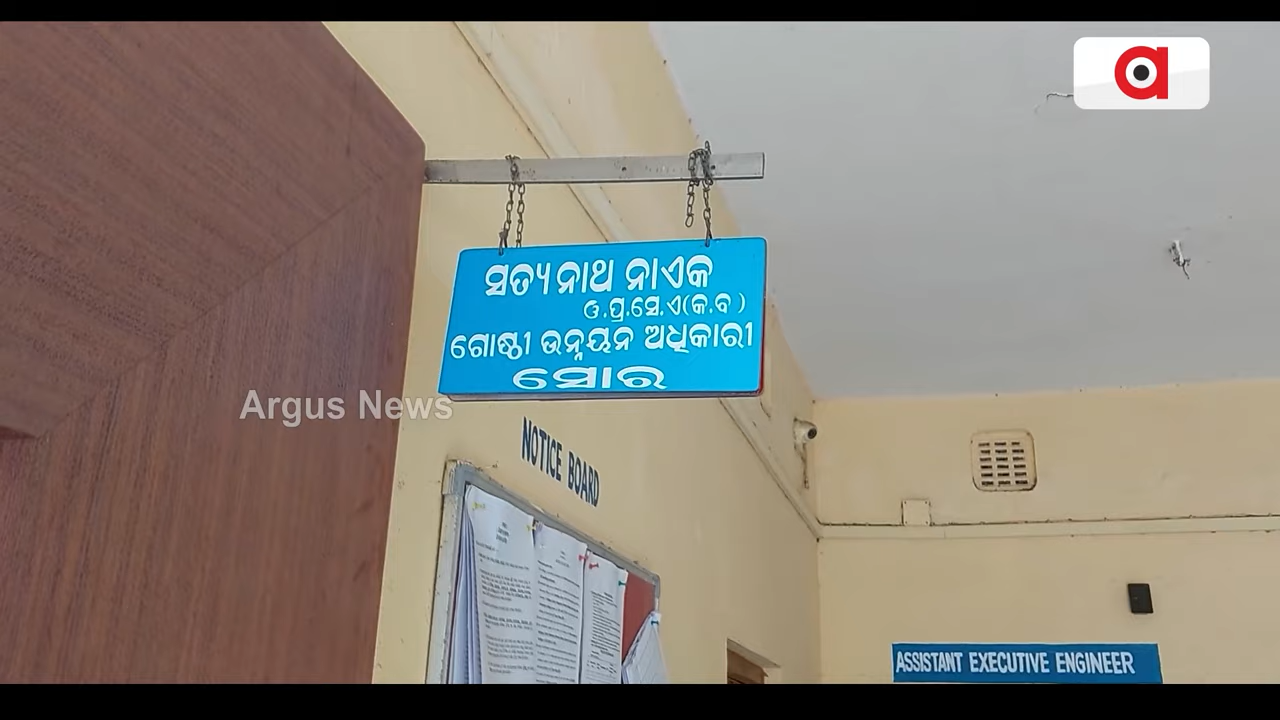 ସତ୍ୟନାଥ ନାଏକ
ଓ.ପ୍ର.ସେ.ଏ(କ.ବ)
ଗୋଷ୍ଠୀ ଉନ୍ନୟନ ଅଧିକାରୀ
ସୋର
Argus News
NOTICE BOARD
ASSISTANT EXECUTIVE ENGINEER